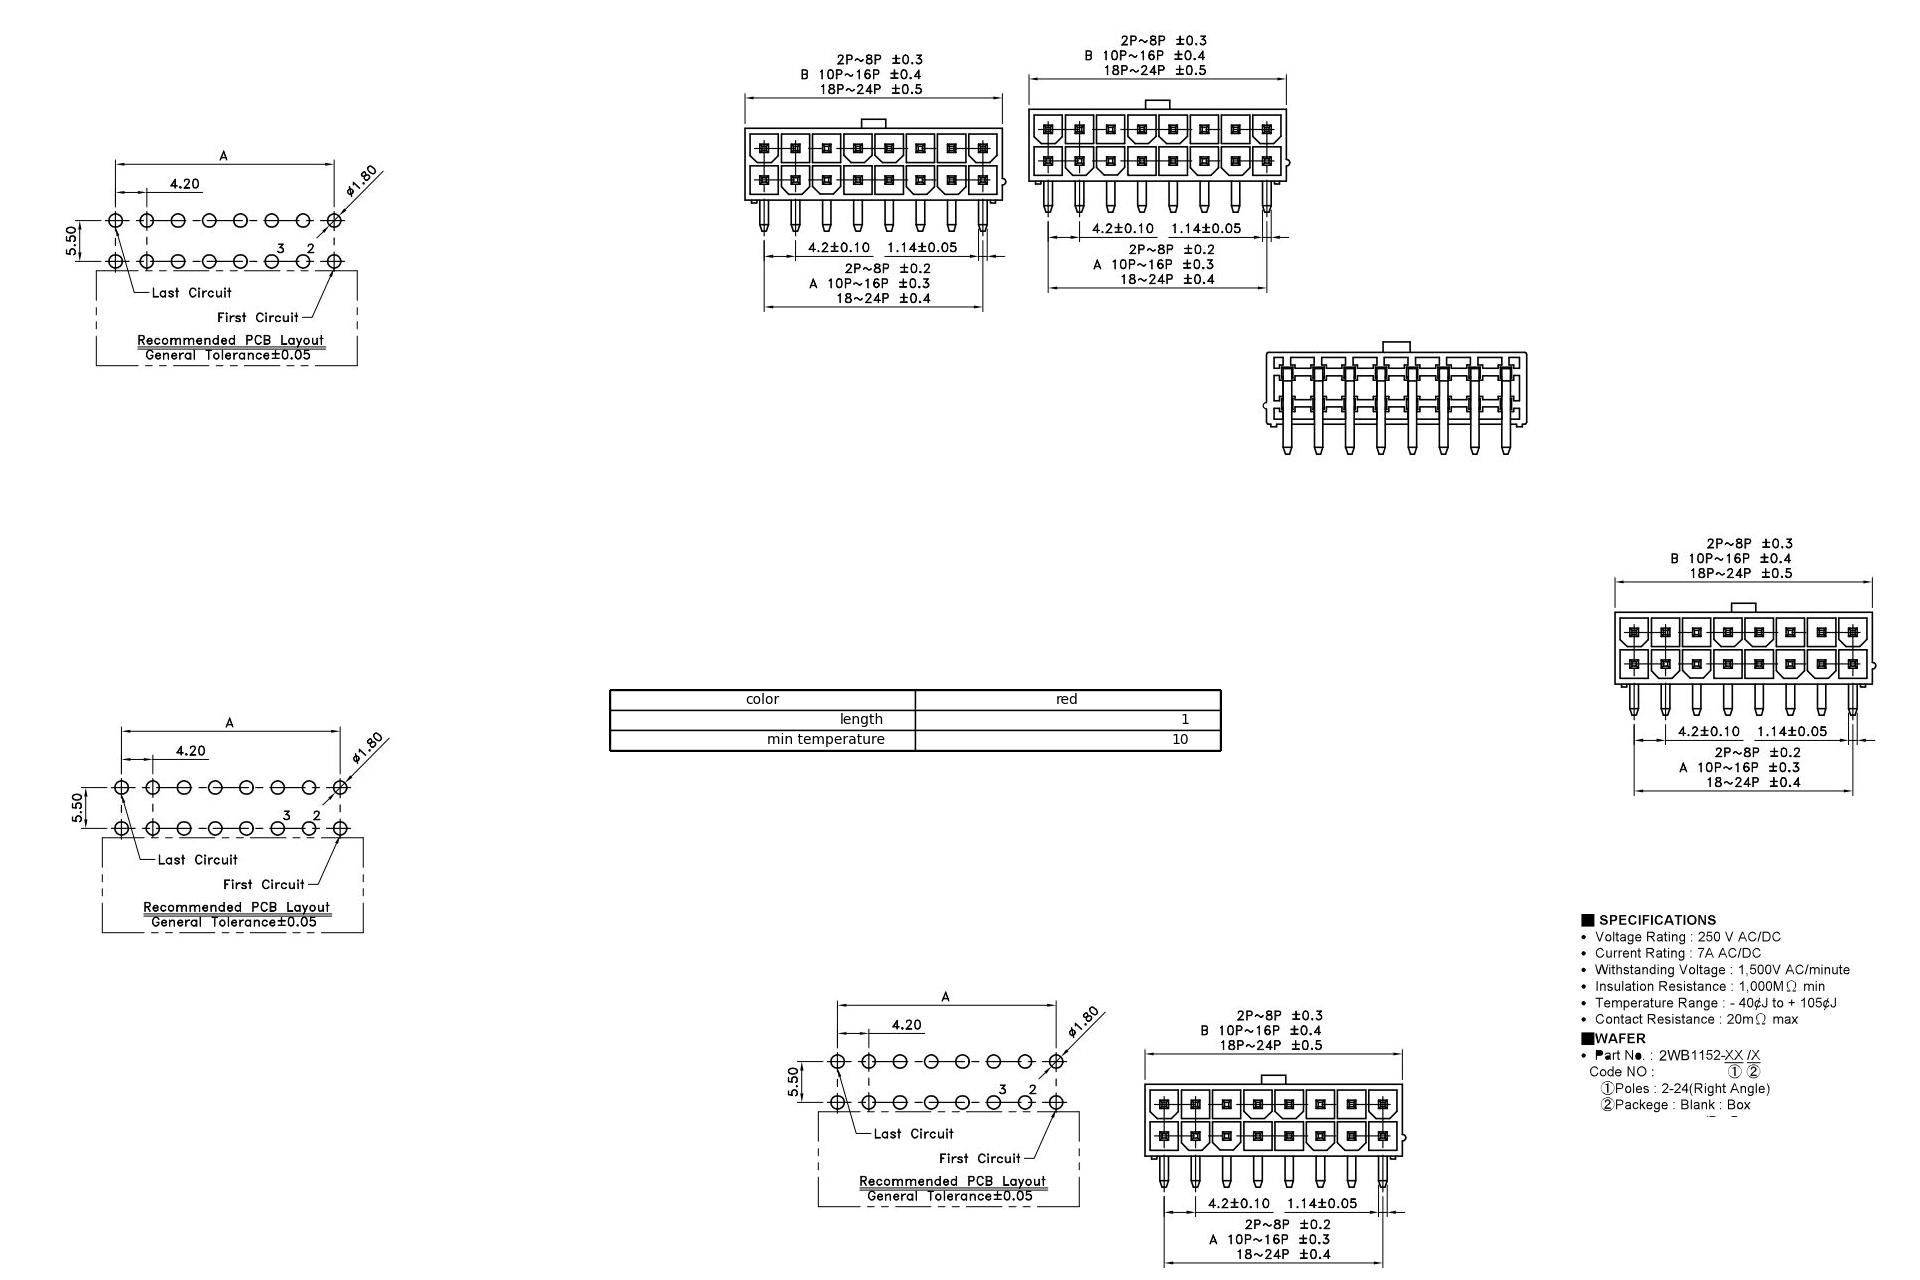 2P~8P ±0.3
B 10P~16P ±0.4
18P~24P ±0.5
4.2±0.10 1.14±0.05
2P~8P ±0.2
A 10P~16P ±0.3
18~24P ±0.4
2P~8P ±0.3
B 10P~16P ±0.4
18P~24P ±0.5
4.2±0.10 1.14±0.05
2P~8P ±0.2
A 10P~16P ±0.3
18~24P ±0.4
A
4.20
ø1.80
5.50
3 2
Last Circuit
First Circuit
Recommended PCB Layout
General Tolerance±0.05
2P~8P ±0.3
B 10P~16P ±0.4
18P~24P ±0.5
4.2±0.10 1.14±0.05
2P~8P ±0.2
A 10P~16P ±0.3
18~24P ±0.4
color red
length 1
min temperature 10
A
4.20
ø1.80
5.50
3 2
Last Circuit
First Circuit
Recommended PCB Layout
General Tolerance±0.05
■ SPECIFICATIONS
• Voltage Rating : 250 V AC/DC
• Current Rating : 7A AC/DC
• Withstanding Voltage : 1,500V AC/minute
• Insulation Resistance : 1,000MΩ min
• Temperature Range : - 40¢J to + 105¢J
• Contact Resistance : 20mΩ max
■WAFER
• Part No. : 2WB1152-XX /X
Code NO : ① ②
①Poles : 2-24(Right Angle)
②Packege : Blank : Box
A
4.20
ø1.80
5.50
3 2
Last Circuit
First Circuit
Recommended PCB Layout
General Tolerance±0.05
2P~8P ±0.3
B 10P~16P ±0.4
18P~24P ±0.5
4.2±0.10 1.14±0.05
2P~8P ±0.2
A 10P~16P ±0.3
18~24P ±0.4